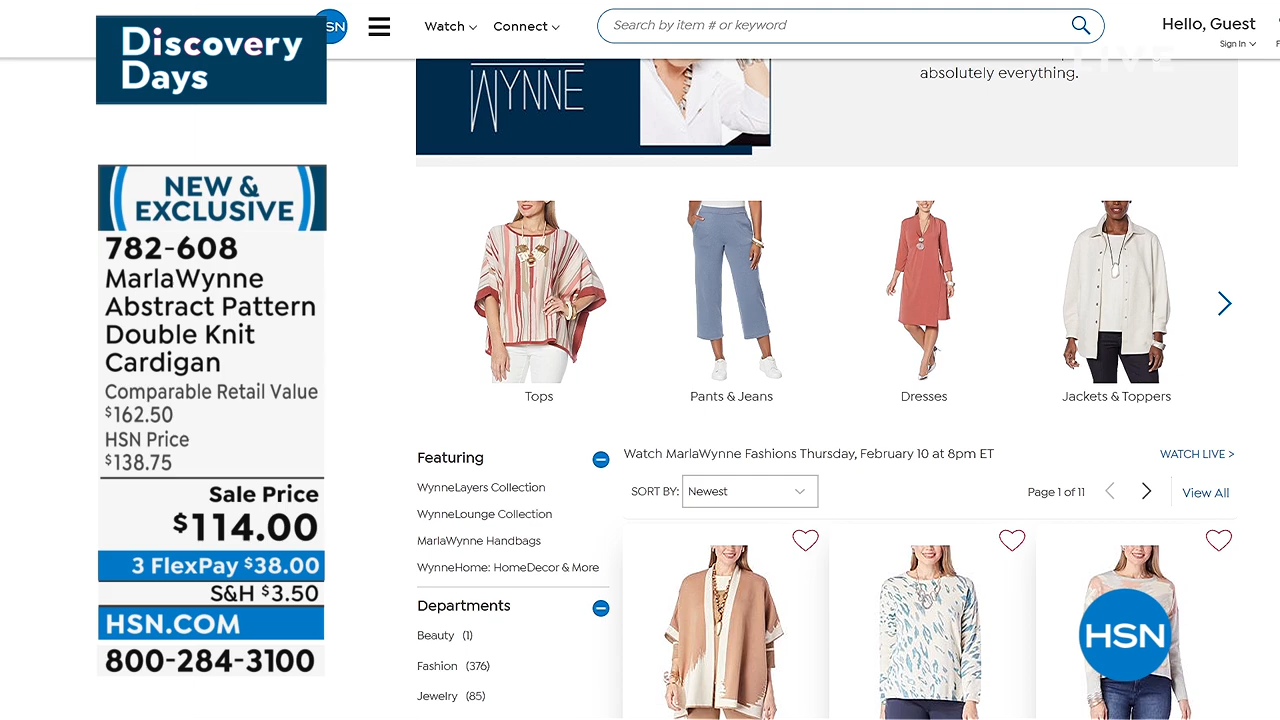 Discovery
Days
HSN
Watch
Connect
Search by item # or keyword
Hello, Guest
Sign In
LIVE
WYNNE
absolutely everything.
NEW &
EXCLUSIVE
782-608
MarlaWynne
Abstract Pattern
Double Knit
Cardigan
Comparable Retail Value
$162.50
HSN Price
$138.75
Sale Price
$114.00
3 FlexPay $38.00
S&H $3.50
HSN.COM
800-284-3100
Tops
Pants & Jeans
Dresses
Jackets & Toppers
Featuring
WynneLayers Collection
WynneLounge Collection
MarlaWynne Handbags
WynneHome: HomeDecor & More
Departments
Beauty (1)
Fashion (376)
Jewelry (85)
Watch MarlaWynne Fashions Thursday, February 10 at 8pm ET
WATCH LIVE >
SORT BY: Newest
Page 1 of 11
View All
HSN